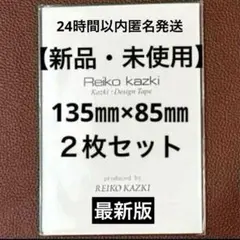 24時間以内匿名発送
【新品・未使用】
Reiko kazki
Kazki・Design Tape
135㎜×85㎜
２枚セット
produced by
REIKO KAZKI
最新版